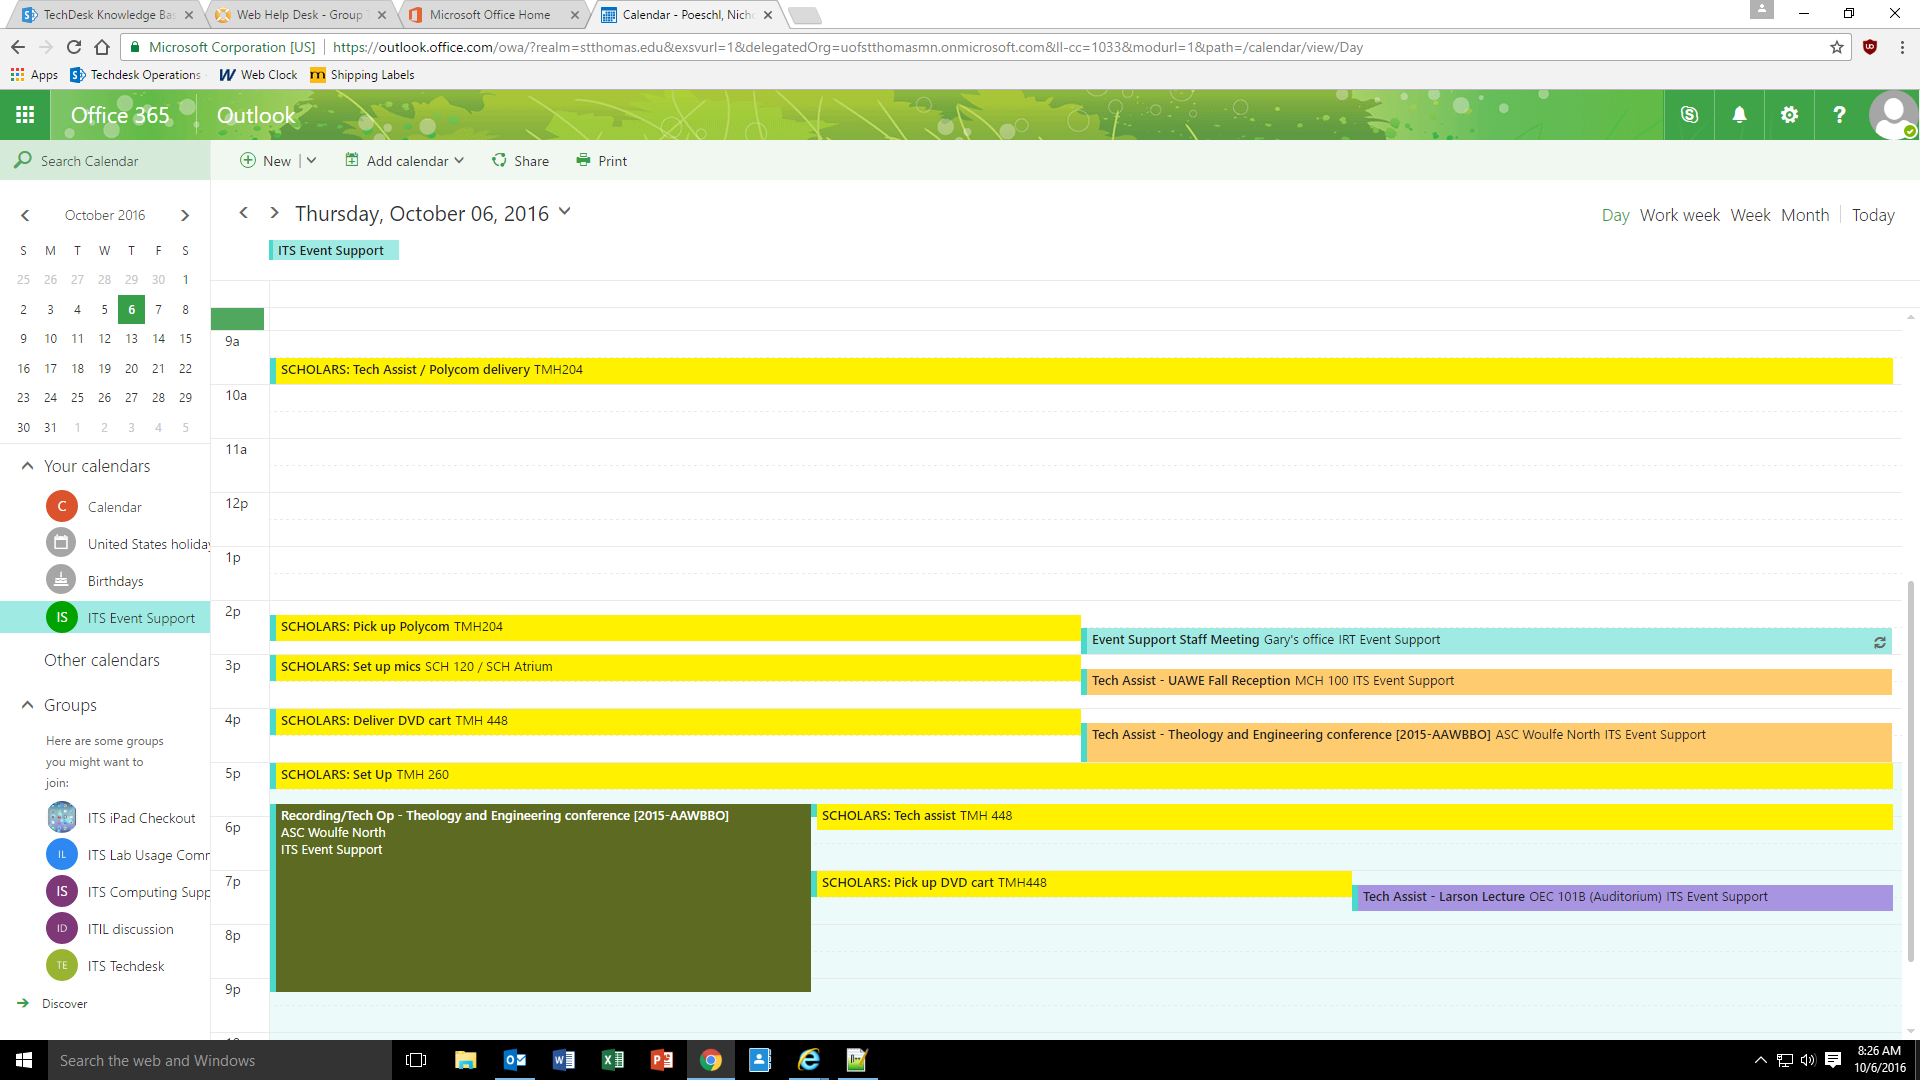 TechDesk Knowledge Bas
Web Help Desk - Group T
Microsoft Office Home
Calendar - Poeschl, Nicho
Microsoft Corporation [US]
https://outlook.office.com/owa/?realm=stthomas.edu&exsvurl=1&delegatedOrg=uofstthomasmn.onmicrosoft.com&ll-cc=1033&modurl=1&path=/calendar/view/Day
Apps
Techdesk Operations
Web Clock
Shipping Labels
Office 365
Outlook
Search Calendar
New
Add calendar
Share
Print
October 2016
S M T W T F S
25 26 27 28 29 30 1
2 3 4 5 6 7 8
9 10 11 12 13 14 15
16 17 18 19 20 21 22
23 24 25 26 27 28 29
30 31 1 2 3 4 5
Your calendars
C Calendar
United States holiday
Birthdays
IS ITS Event Support
Other calendars
Groups
Here are some groups
you might want to
join:
ITS iPad Checkout
IL ITS Lab Usage Comm
IS ITS Computing Supp
ID ITIL discussion
TE ITS Techdesk
Discover
Thursday, October 06, 2016
Day Work week Week Month Today
ITS Event Support
9a
SCHOLARS: Tech Assist / Polycom delivery TMH204
10a
11a
12p
1p
2p
SCHOLARS: Pick up Polycom TMH204
Event Support Staff Meeting Gary's office IRT Event Support
3p
SCHOLARS: Set up mics SCH 120 / SCH Atrium
Tech Assist - UAWE Fall Reception MCH 100 ITS Event Support
4p
SCHOLARS: Deliver DVD cart TMH 448
Tech Assist - Theology and Engineering conference [2015-AAWBBO] ASC Woulfe North ITS Event Support
5p
SCHOLARS: Set Up TMH 260
Recording/Tech Op - Theology and Engineering conference [2015-AAWBBO]
ASC Woulfe North
ITS Event Support
SCHOLARS: Tech assist TMH 448
6p
7p
SCHOLARS: Pick up DVD cart TMH448
Tech Assist - Larson Lecture OEC 101B (Auditorium) ITS Event Support
8p
9p
Search the web and Windows
8:26 AM
10/6/2016